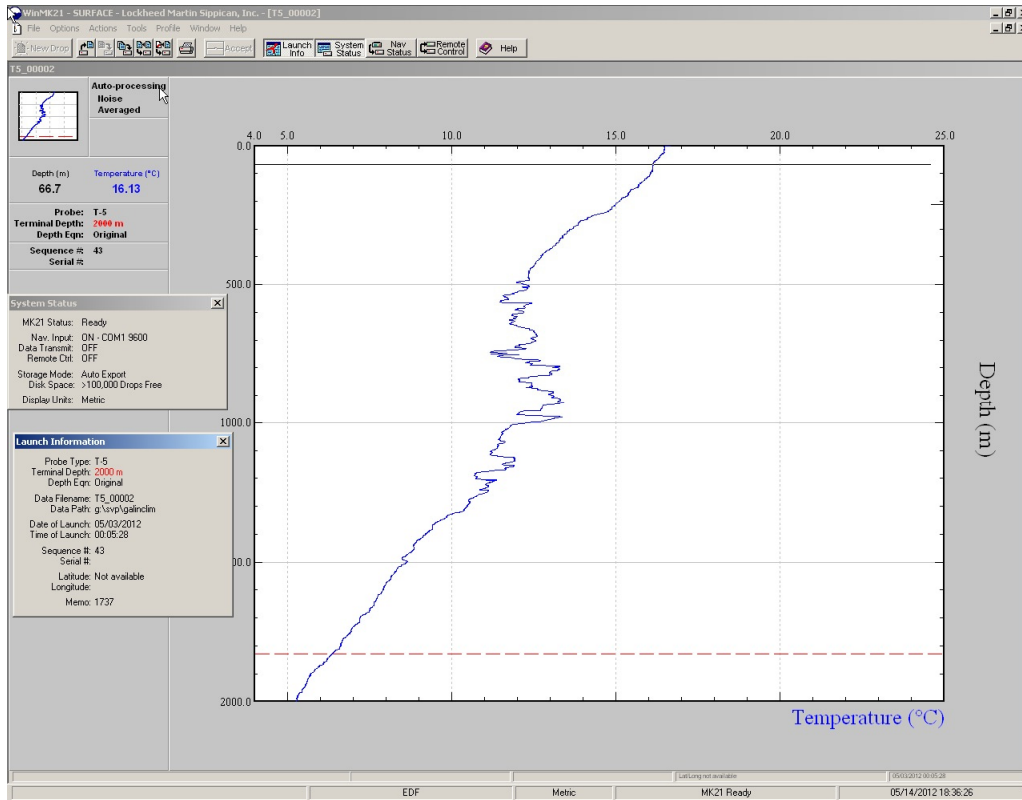 WinMK21 - SURFACE - Lockheed Martin Sippican, Inc. - [T5_00002]
File Options Actions Tools Profile Window Help
New Drop Accept Launch Info System Status Nav Status Remote Control Help
T5_00002
Auto-processing
Noise
Averaged
Depth (m) Temperature (°C)
66.7 16.13
Probe: T-5
Terminal Depth: 2000 m
Depth Eqn: Original
Sequence #: 43
Serial #:
System Status
MK21 Status: Ready
Nav. Input: ON - COM1 9600
Data Transmit: OFF
Remote Ctrl: OFF
Storage Mode: Auto Export
Disk Space: >100,000 Drops Free
Display Units: Metric
Launch Information
Probe Type: T-5
Terminal Depth: 2000 m
Depth Eqn: Original
Data Filename: T5_00002
Data Path: g:\svp\galinclim
Date of Launch: 05/03/2012
Time of Launch: 00:05:28
Sequence #: 43
Serial #:
Latitude: Not available
Longitude:
Memo: 1737
4.0 5.0 10.0 15.0 20.0 25.0
0.0
500.0
1000.0
00.0
2000.0
Depth (m)
Temperature (°C)
Lat/Long not available 05/03/2012 00:05:28
EDF Metric MK21 Ready 05/14/2012 18:36:26